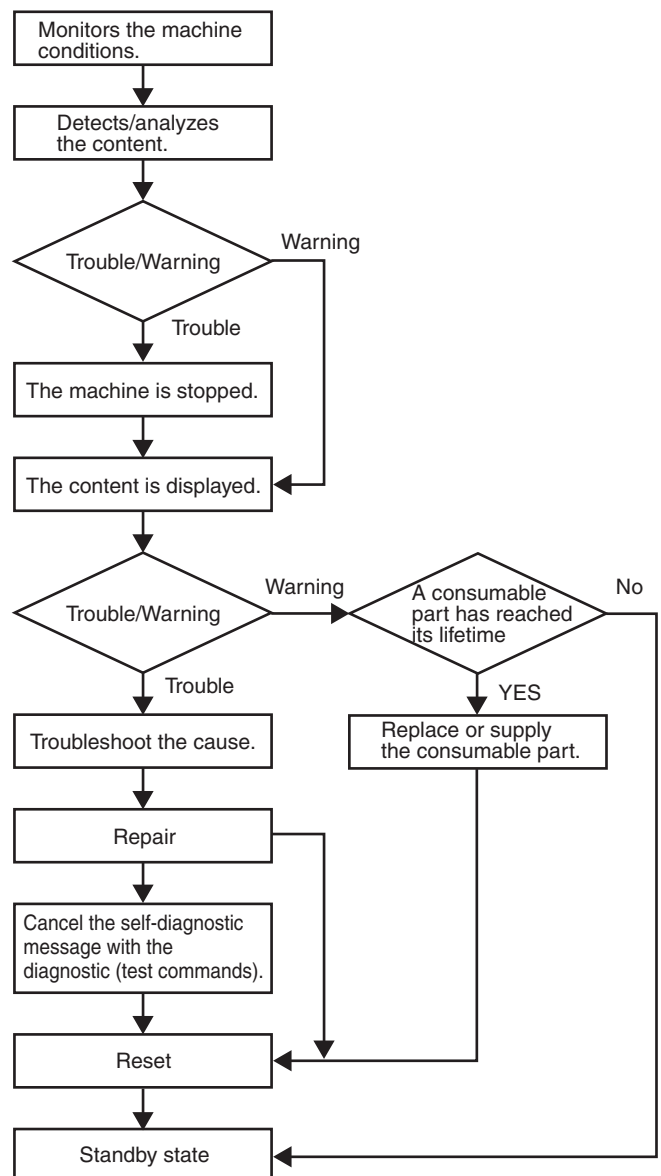 Monitors the machine
conditions.
Detects/analyzes
the content.
Trouble/Warning
Warning
Trouble
The machine is stopped.
The content is displayed.
Trouble/Warning
Warning
A consumable
part has reached
its lifetime
No
Trouble
YES
Troubleshoot the cause.
Replace or supply
the consumable part.
Repair
Cancel the self-diagnostic
message with the
diagnostic (test commands).
Reset
Standby state